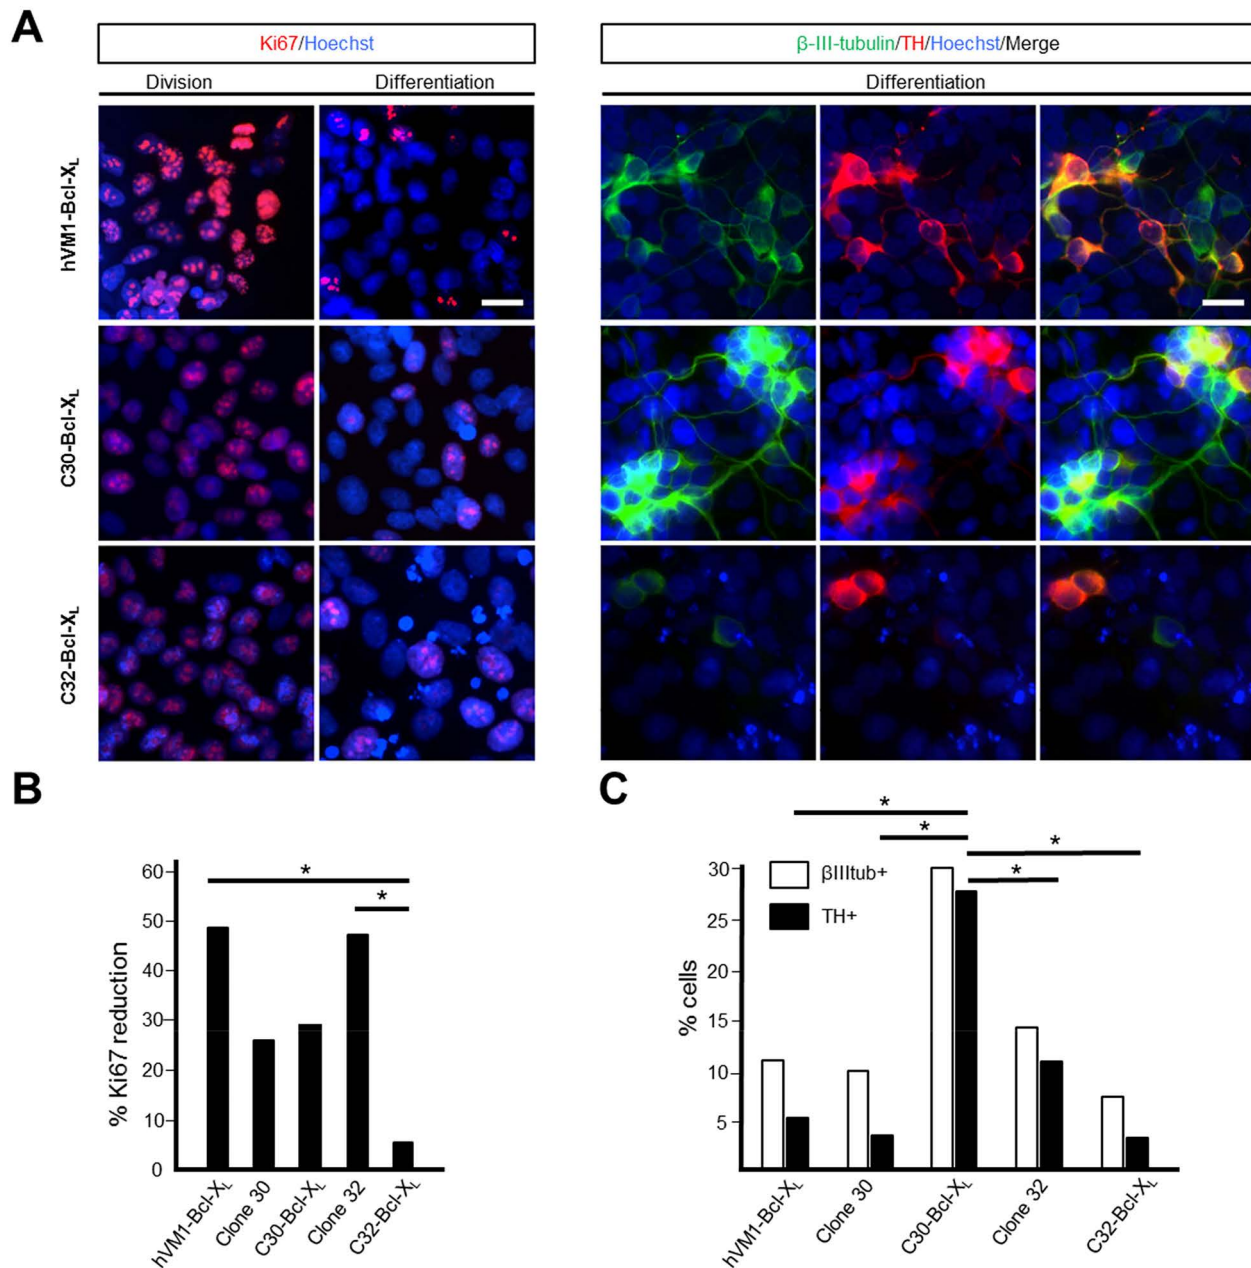 A
Ki67/Hoechst
β-III-tubulin/TH/Hoechst/Merge
Division
Differentiation
Differentiation
hVM1-Bcl-XL
C30-Bcl-XL
C32-Bcl-XL
B
C
% Ki67 reduction
60
50
40
30
20
10
0
*
*
hVM1-Bcl-XL
Clone 30
C30-Bcl-XL
Clone 32
C32-Bcl-XL
% cells
30
25
20
15
10
5
*
*
*
*
βIIItub+
TH+
hVM1-Bcl-XL
Clone 30
C30-Bcl-XL
Clone 32
C32-Bcl-XL